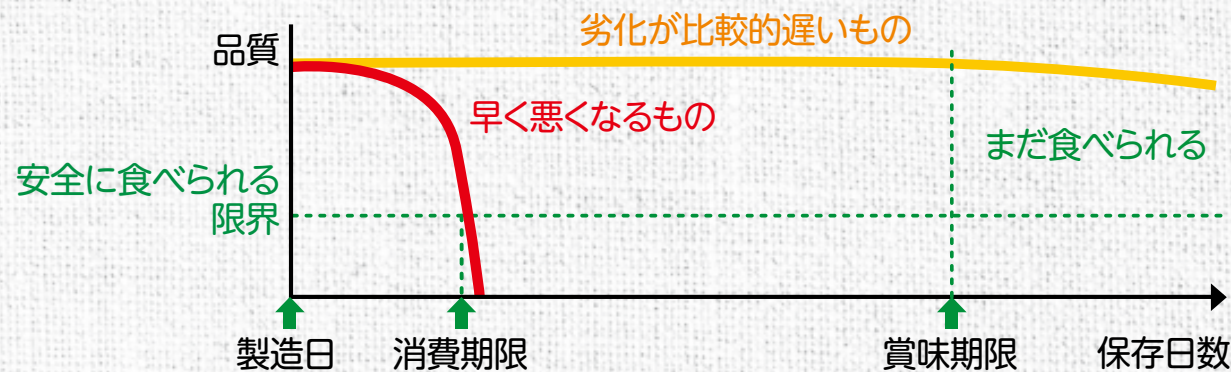 品質
劣化が比較的遅いもの
早く悪くなるもの
まだ食べられる
安全に食べられる
限界
製造日
消費期限
賞味期限
保存日数